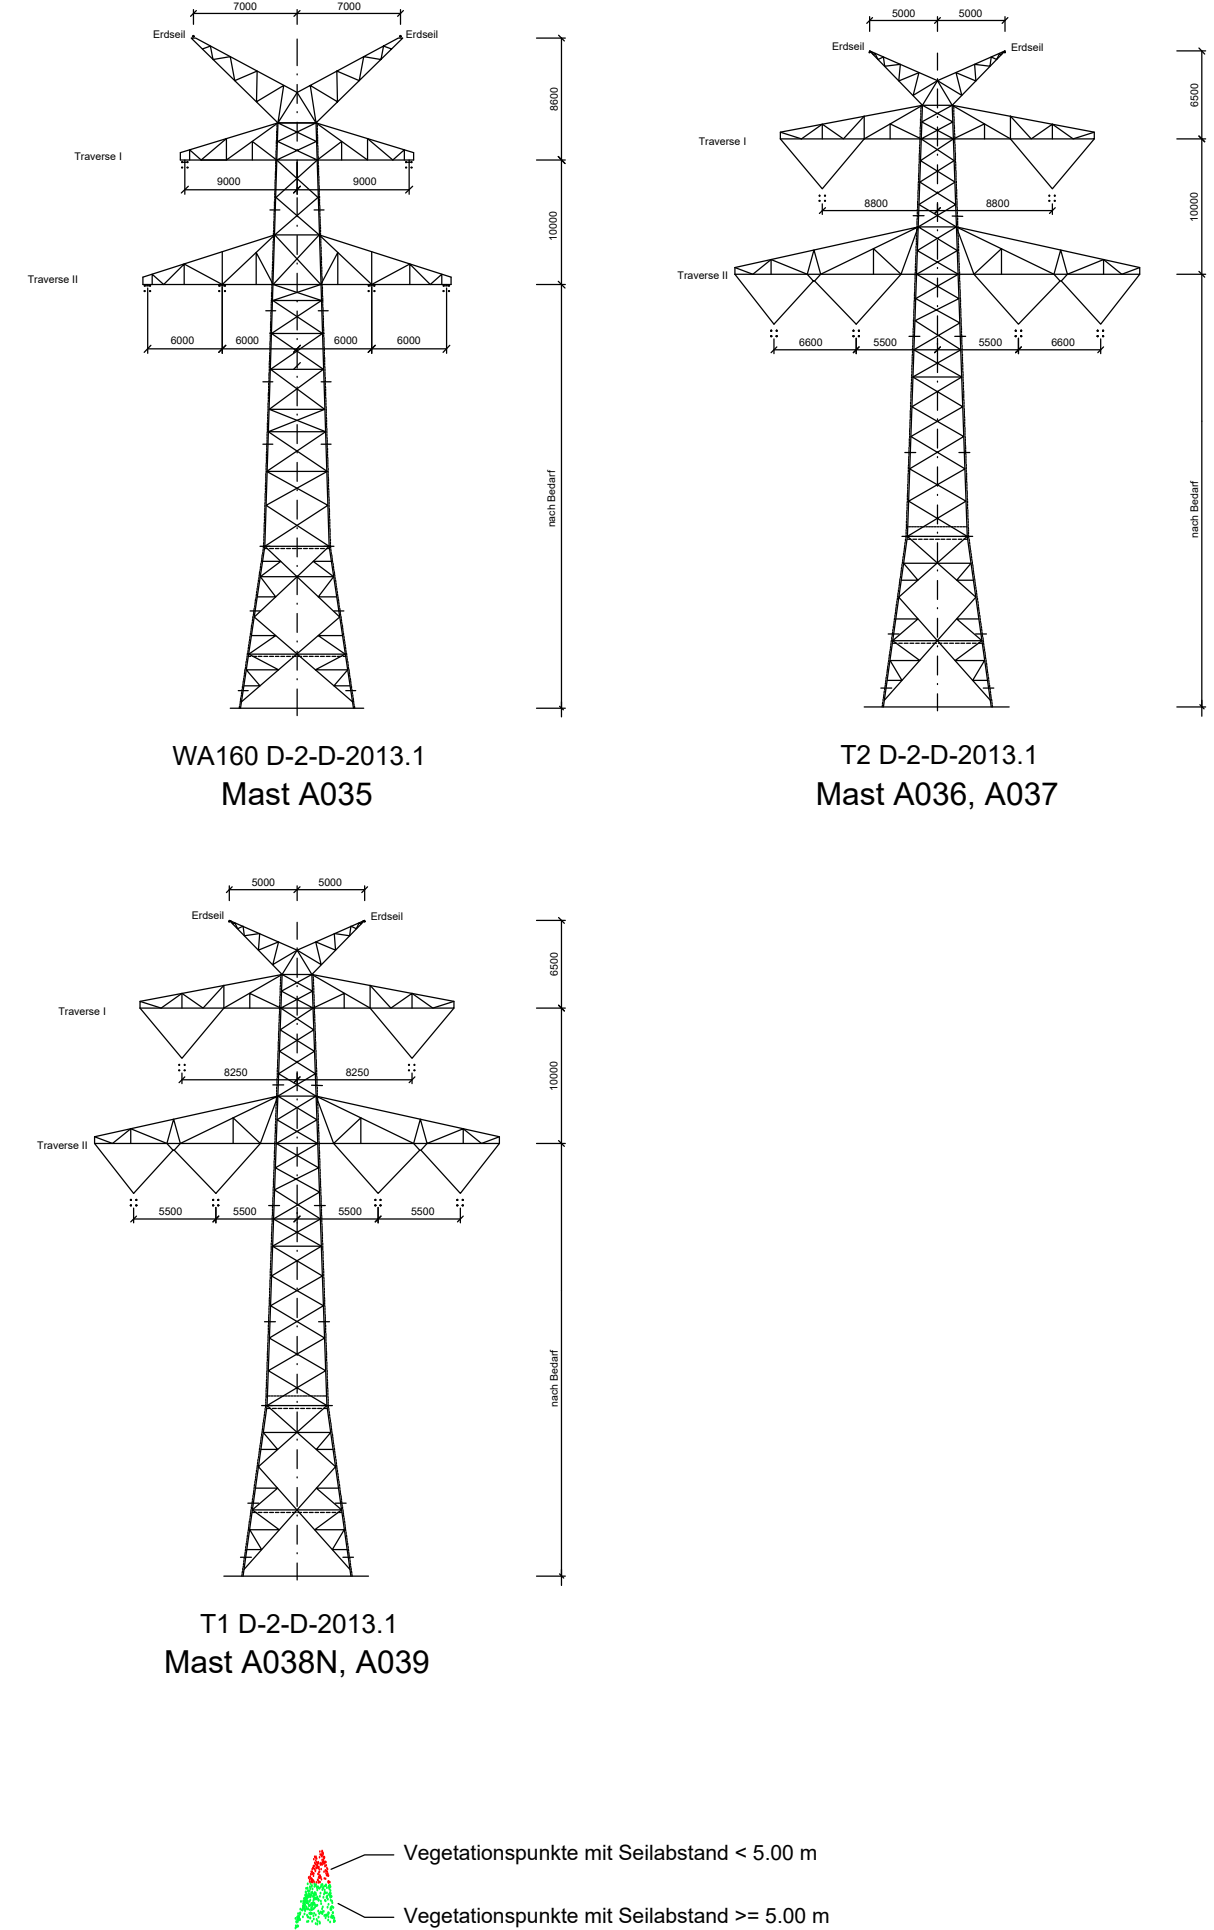 7000 7000
Erdseil Erdseil
8600
Traverse I
9000 9000
10000
Traverse II
6000 6000 6000 6000
nach Bedarf
WA160 D-2-D-2013.1
Mast A035
5000 5000
Erdseil Erdseil
6500
Traverse I
8800 8800
10000
Traverse II
6600 5500 5500 6600
nach Bedarf
T2 D-2-D-2013.1
Mast A036, A037
5000 5000
Erdseil Erdseil
6500
Traverse I
8250 8250
10000
Traverse II
5500 5500 5500 5500
nach Bedarf
T1 D-2-D-2013.1
Mast A038N, A039
Vegetationspunkte mit Seilabstand < 5.00 m
Vegetationspunkte mit Seilabstand >= 5.00 m